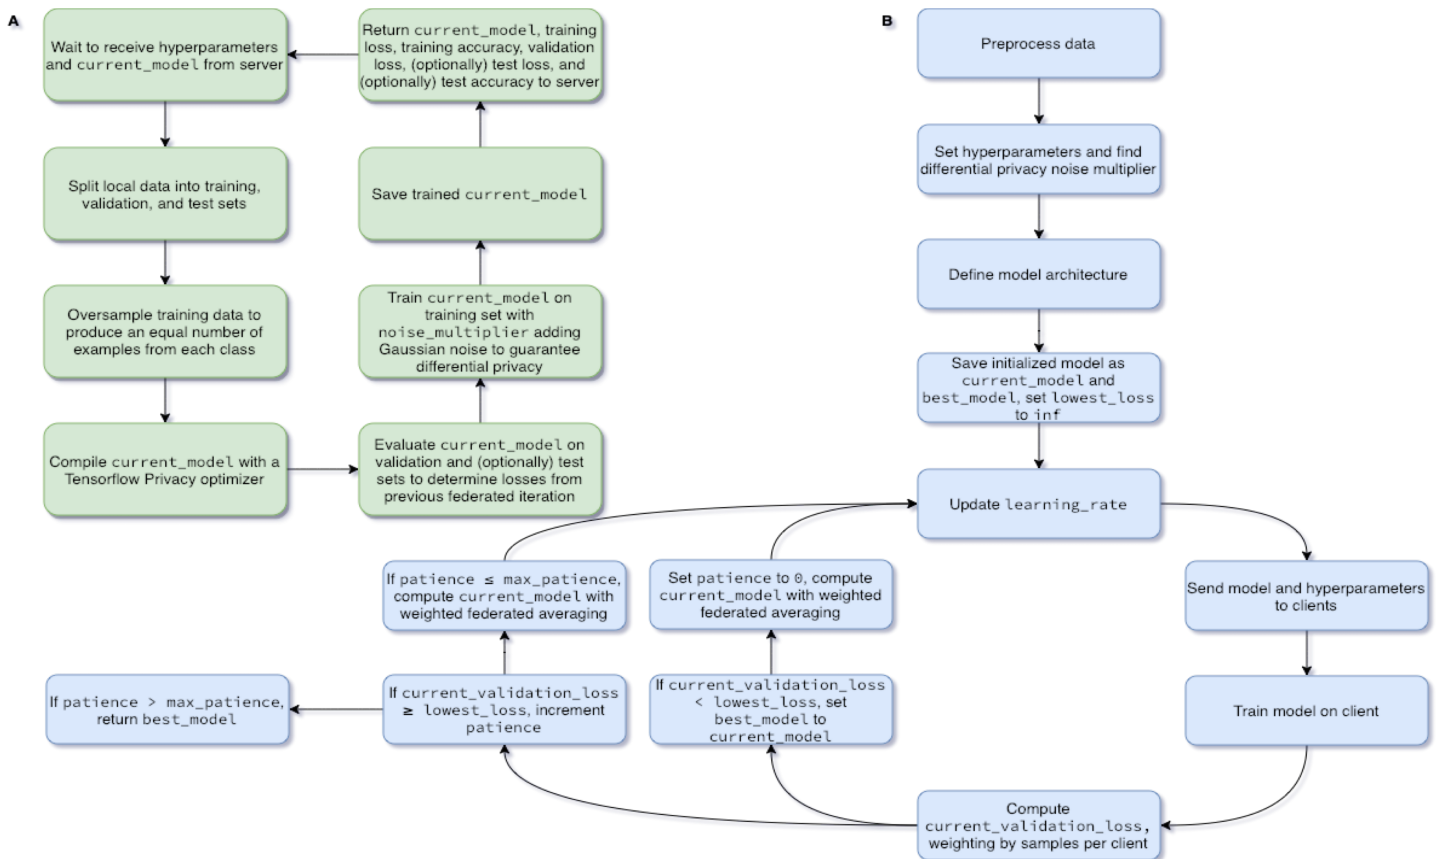 A
Wait to receive hyperparameters
and current_model from server
Return current_model, training
loss, training accuracy, validation
loss, (optionally) test loss, and
(optionally) test accuracy to server
Split local data into training,
validation, and test sets
Save trained current_model
Oversample training data to
produce an equal number of
examples from each class
Train current_model on
training set with
noise_multiplier adding
Gaussian noise to guarantee
differential privacy
Compile current_model with a
Tensorflow Privacy optimizer
Evaluate current_model on
validation and (optionally) test
sets to determine losses from
previous federated iteration
B
Preprocess data
Set hyperparameters and find
differential privacy noise multiplier
Define model architecture
Save initialized model as
current_model and
best_model, set lowest_loss
to inf
Update learning_rate
Send model and hyperparameters
to clients
Train model on client
Compute
current_validation_loss,
weighting by samples per client
If current_validation_loss
< lowest_loss, set
best_model to
current_model
Set patience to 0, compute
current_model with weighted
federated averaging
If current_validation_loss
≥ lowest_loss, increment
patience
If patience ≤ max_patience,
compute current_model with
weighted federated averaging
If patience > max_patience,
return best_model